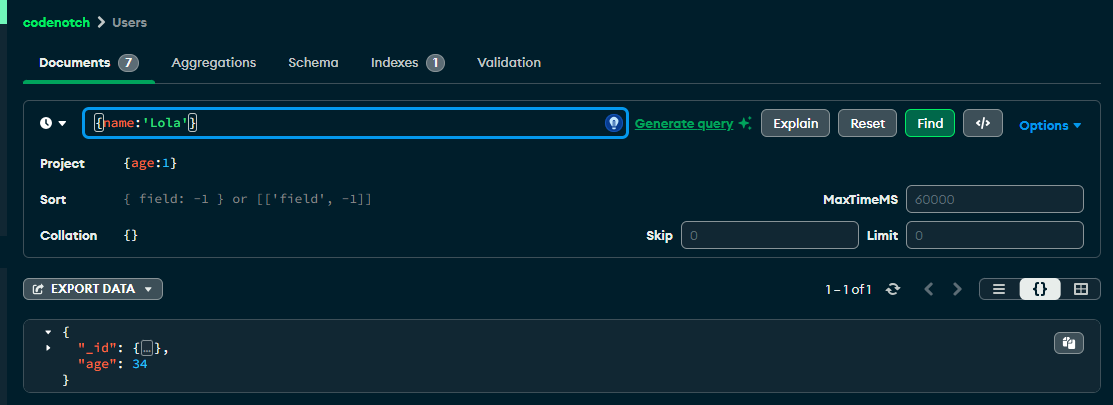 codenotch > Users
Documents 7 Aggregations Schema Indexes 1 Validation
{name:'Lola'} Generate query Explain Reset Find </> Options
Project {age:1}
Sort { field: -1 } or [['field', -1]] MaxTimeMS 60000
Collation {} Skip 0 Limit 0
EXPORT DATA 1 – 1 of 1 {}
{
"_id": {…},
"age": 34
}